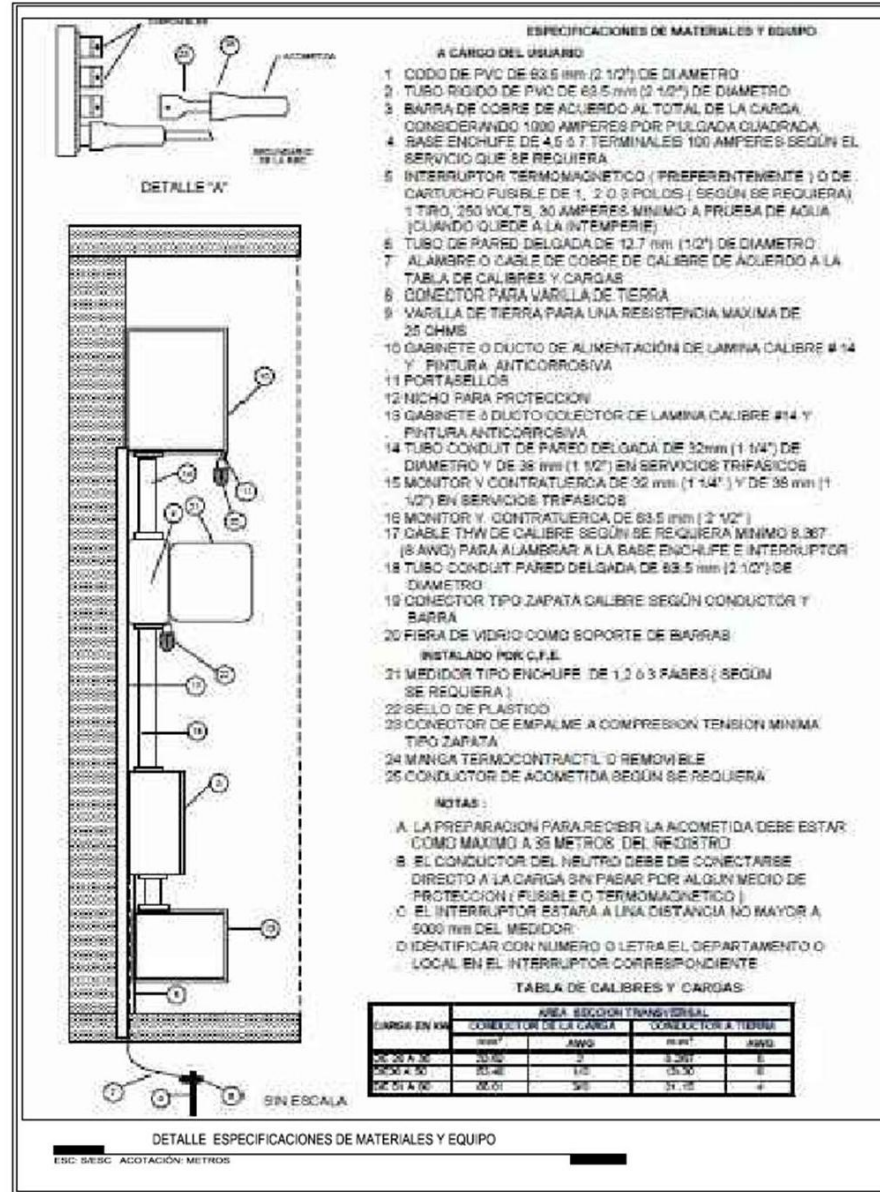 DISPONIBLES
ACOMETIDA
SECUNDARIO
DETALLE "A"
ESPECIFICACIONES DE MATERIALES Y EQUIPO
A CARGO DEL USUARIO
1 CODO DE PVC DE 63.5 mm (2 1/2") DE DIAMETRO
2 TUBO RIGIDO DE PVC DE 63.5 mm (2 1/2") DE DIAMETRO
3 BARRA DE COBRE DE ACUERDO AL TOTAL DE LA CARGA
CONSIDERANDO 1000 AMPERES POR PULGADA CUADRADA
4 BASE ENCHUFE DE 4,5 ó 7 TERMINALES 100 AMPERES SEGÚN EL
SERVICIO QUE SE REQUIERA
5 INTERRUPTOR TERMOMAGNETICO ( PREFERENTEMENTE ) O DE
CARTUCHO FUSIBLE DE 1, 2 O 3 POLOS ( SEGÚN SE REQUIERA)
1 TIRO, 250 VOLTS, 30 AMPERES MINIMO A PRUEBA DE AGUA
(CUANDO QUEDE A LA INTEMPERIE)
6 TUBO DE PARED DELGADA DE 12.7 mm (1/2") DE DIAMETRO
7 ALAMBRE O CABLE DE COBRE DE CALIBRE DE ACUERDO A LA
TABLA DE CALIBRES Y CARGAS
8 CONECTOR PARA VARILLA DE TIERRA
9 VARILLA DE TIERRA PARA UNA RESISTENCIA MAXIMA DE
25 OHMS
10 GABINETE O DUCTO DE ALIMENTACIÓN DE LAMINA CALIBRE # 14
Y PINTURA ANTICORROSIVA
11 PORTASELLOS
12 NICHO PARA PROTECCION
13 GABINETE ó DUCTO COLECTOR DE LAMINA CALIBRE #14 Y
PINTURA ANTICORROSIVA
14 TUBO CONDUIT DE PARED DELGADA DE 32mm (1 1/4") DE
DIAMETRO Y DE 38 mm (1 1/2") EN SERVICIOS TRIFASICOS
15 MONITOR Y CONTRATUERCA DE 32 mm (1 1/4" ) Y DE 38 mm (1
1/2") EN SERVICIOS TRIFASICOS
16 MONITOR Y CONTRATUERCA DE 63.5 mm ( 2 1/2" )
17 CABLE THW DE CALIBRE SEGÚN SE REQUIERA MINIMO 8.367
(8 AWG) PARA ALAMBRAR A LA BASE ENCHUFE E INTERRUPTOR
18 TUBO CONDUIT PARED DELGADA DE 63.5 mm (2 1/2") DE
DIAMETRO
19 CONECTOR TIPO ZAPATA CALIBRE SEGÚN CONDUCTOR Y
BARRA
20 FIBRA DE VIDRIO COMO SOPORTE DE BARRAS
INSTALADO POR C.F.E.
21 MEDIDOR TIPO ENCHUFE DE 1,2 ó 3 FASES ( SEGÚN
SE REQUIERA )
22 SELLO DE PLASTICO
23 CONECTOR DE EMPALME A COMPRESION TENSION MINIMA
TIPO ZAPATA
24 MANGA TERMOCONTRACTIL O REMOVIBLE
25 CONDUCTOR DE ACOMETIDA SEGÚN SE REQUIERA
NOTAS :
A LA PREPARACION PARA RECIBIR LA ACOMETIDA DEBE ESTAR
COMO MAXIMO A 35 METROS DEL REGISTRO
B EL CONDUCTOR DEL NEUTRO DEBE DE CONECTARSE
DIRECTO A LA CARGA SIN PASAR POR ALGUN MEDIO DE
PROTECCION ( FUSIBLE O TERMOMAGNETICO )
C EL INTERRUPTOR ESTARA A UNA DISTANCIA NO MAYOR A
5000 mm DEL MEDIDOR
D IDENTIFICAR CON NUMERO O LETRA EL DEPARTAMENTO O
LOCAL EN EL INTERRUPTOR CORRESPONDIENTE
TABLA DE CALIBRES Y CARGAS
CARGA EN KW AREA SECCION TRANSVERSAL
CONDUCTOR DE LA CARGA CONDUCTOR A TIERRA
mm² AWG mm² AWG
SIN ESCALA
DETALLE ESPECIFICACIONES DE MATERIALES Y EQUIPO
ESC: S/ESC ACOTACIÓN: METROS